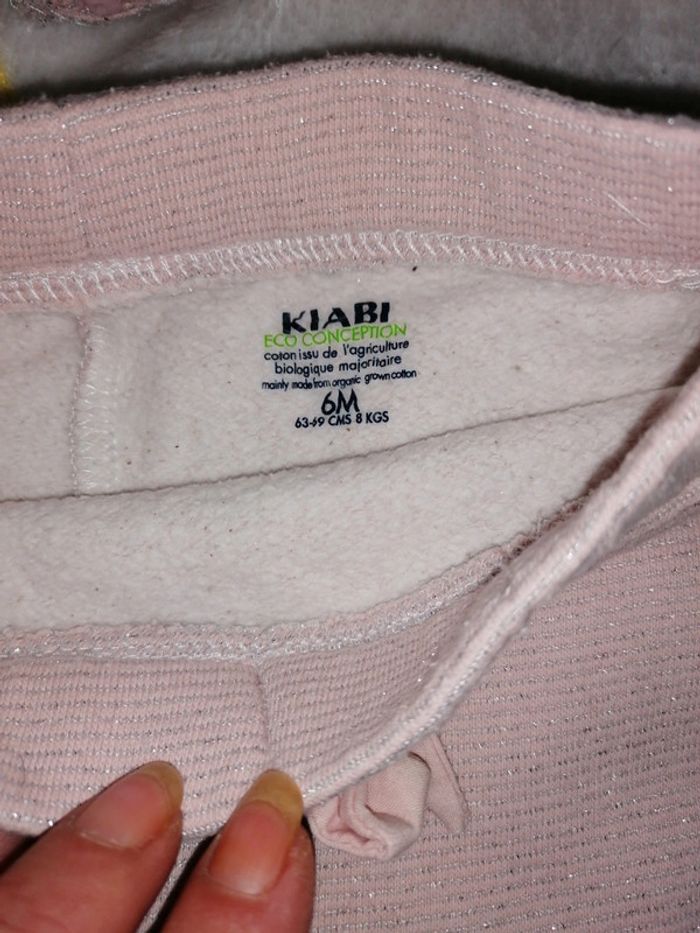 KIABI
ECO CONCEPTION
coton issu de l'agriculture
biologique majoritaire
mainly made from organic grown cotton
6M
63-69 CMS 8 KGS